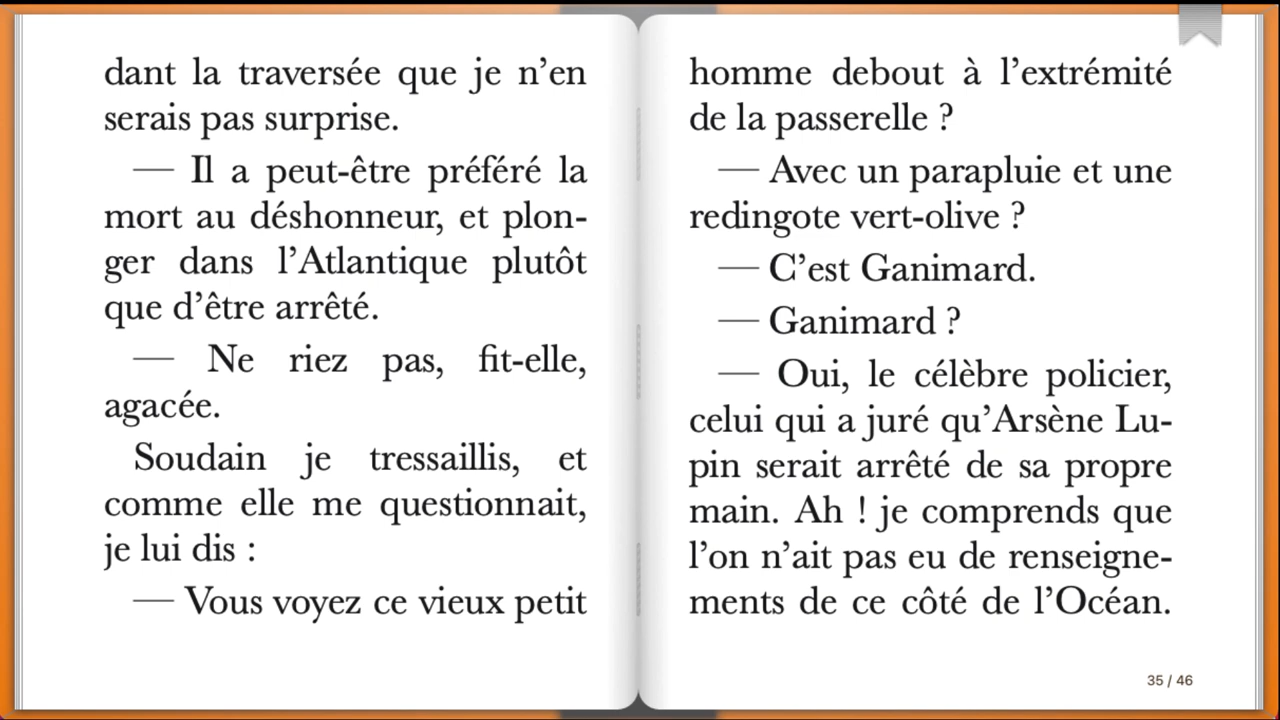 dant la traversée que je n’en
serais pas surprise.
— Il a peut-être préféré la
mort au déshonneur, et plon-
ger dans l’Atlantique plutôt
que d’être arrêté.
— Ne riez pas, fit-elle,
agacée.
Soudain je tressaillis, et
comme elle me questionnait,
je lui dis :
— Vous voyez ce vieux petit
homme debout à l’extrémité
de la passerelle ?
— Avec un parapluie et une
redingote vert-olive ?
— C’est Ganimard.
— Ganimard ?
— Oui, le célèbre policier,
celui qui a juré qu’Arsène Lu-
pin serait arrêté de sa propre
main. Ah ! je comprends que
l’on n’ait pas eu de renseigne-
ments de ce côté de l’Océan.
35 / 46